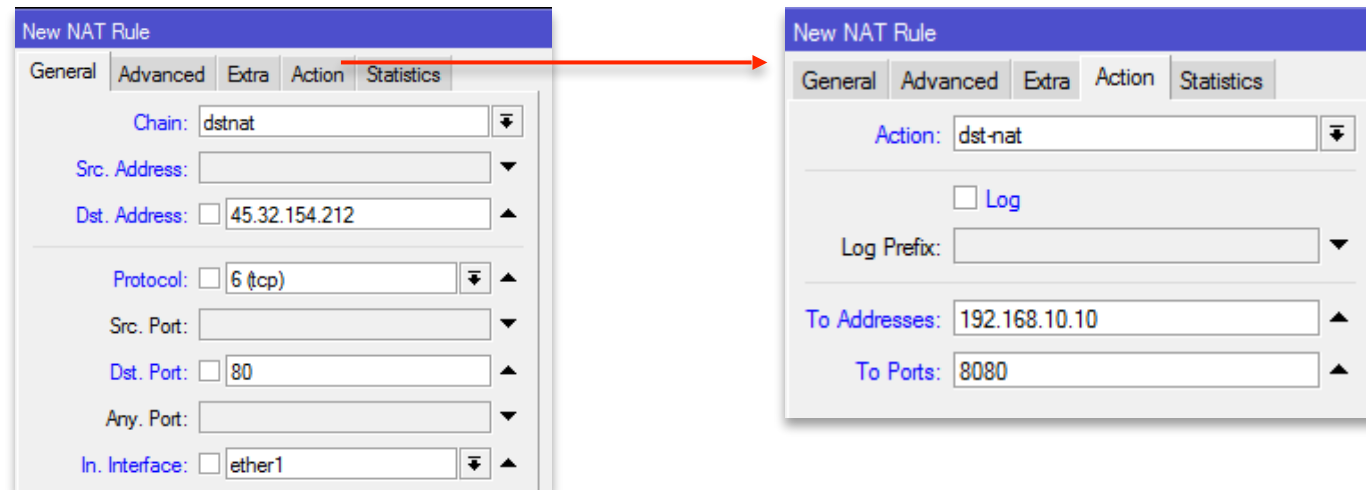 New NAT Rule
General Advanced Extra Action Statistics
Chain: dstnat
Src. Address:
Dst. Address: 45.32.154.212
Protocol: 6 (tcp)
Src. Port:
Dst. Port: 80
Any. Port:
In. Interface: ether1
New NAT Rule
General Advanced Extra Action Statistics
Action: dst-nat
Log
Log Prefix:
To Addresses: 192.168.10.10
To Ports: 8080